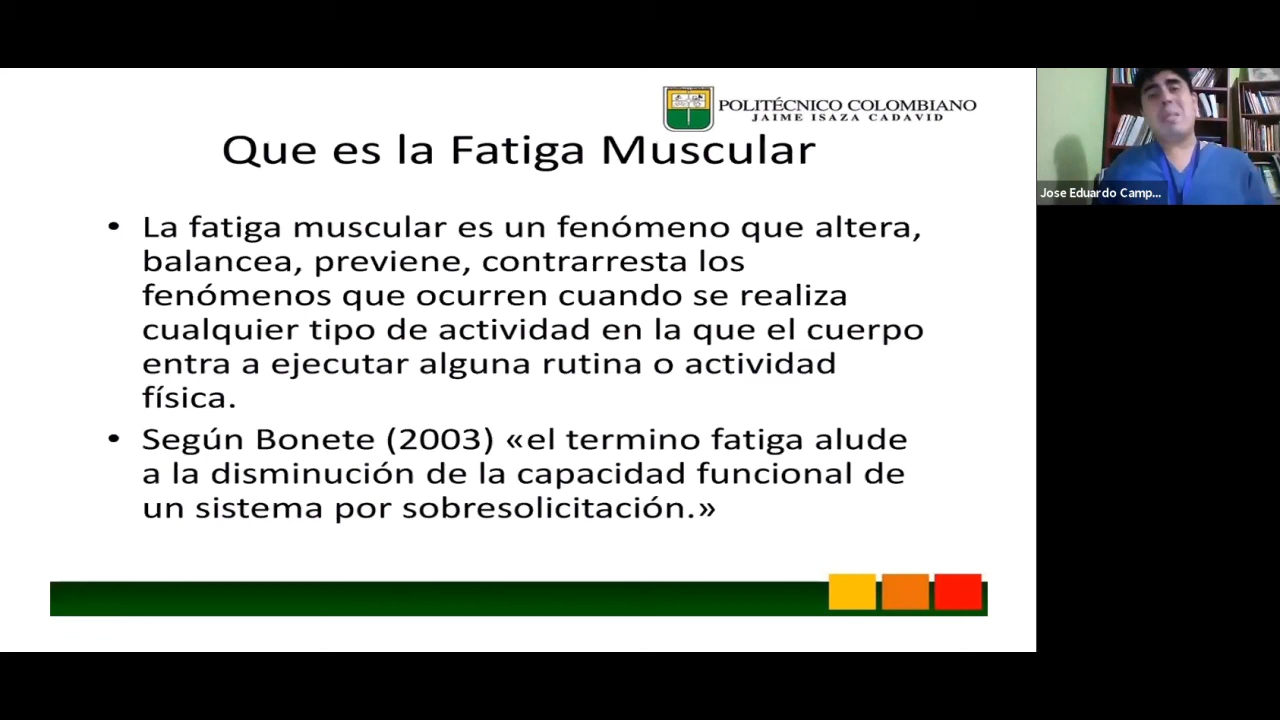 POLITÉCNICO COLOMBIANO
JAIME ISAZA CADAVID
Que es la Fatiga Muscular
• La fatiga muscular es un fenómeno que altera,
balancea, previene, contrarresta los
fenómenos que ocurren cuando se realiza
cualquier tipo de actividad en la que el cuerpo
entra a ejecutar alguna rutina o actividad
física.
• Según Bonete (2003) «el termino fatiga alude
a la disminución de la capacidad funcional de
un sistema por sobresolicitación.»
Jose Eduardo Camp...